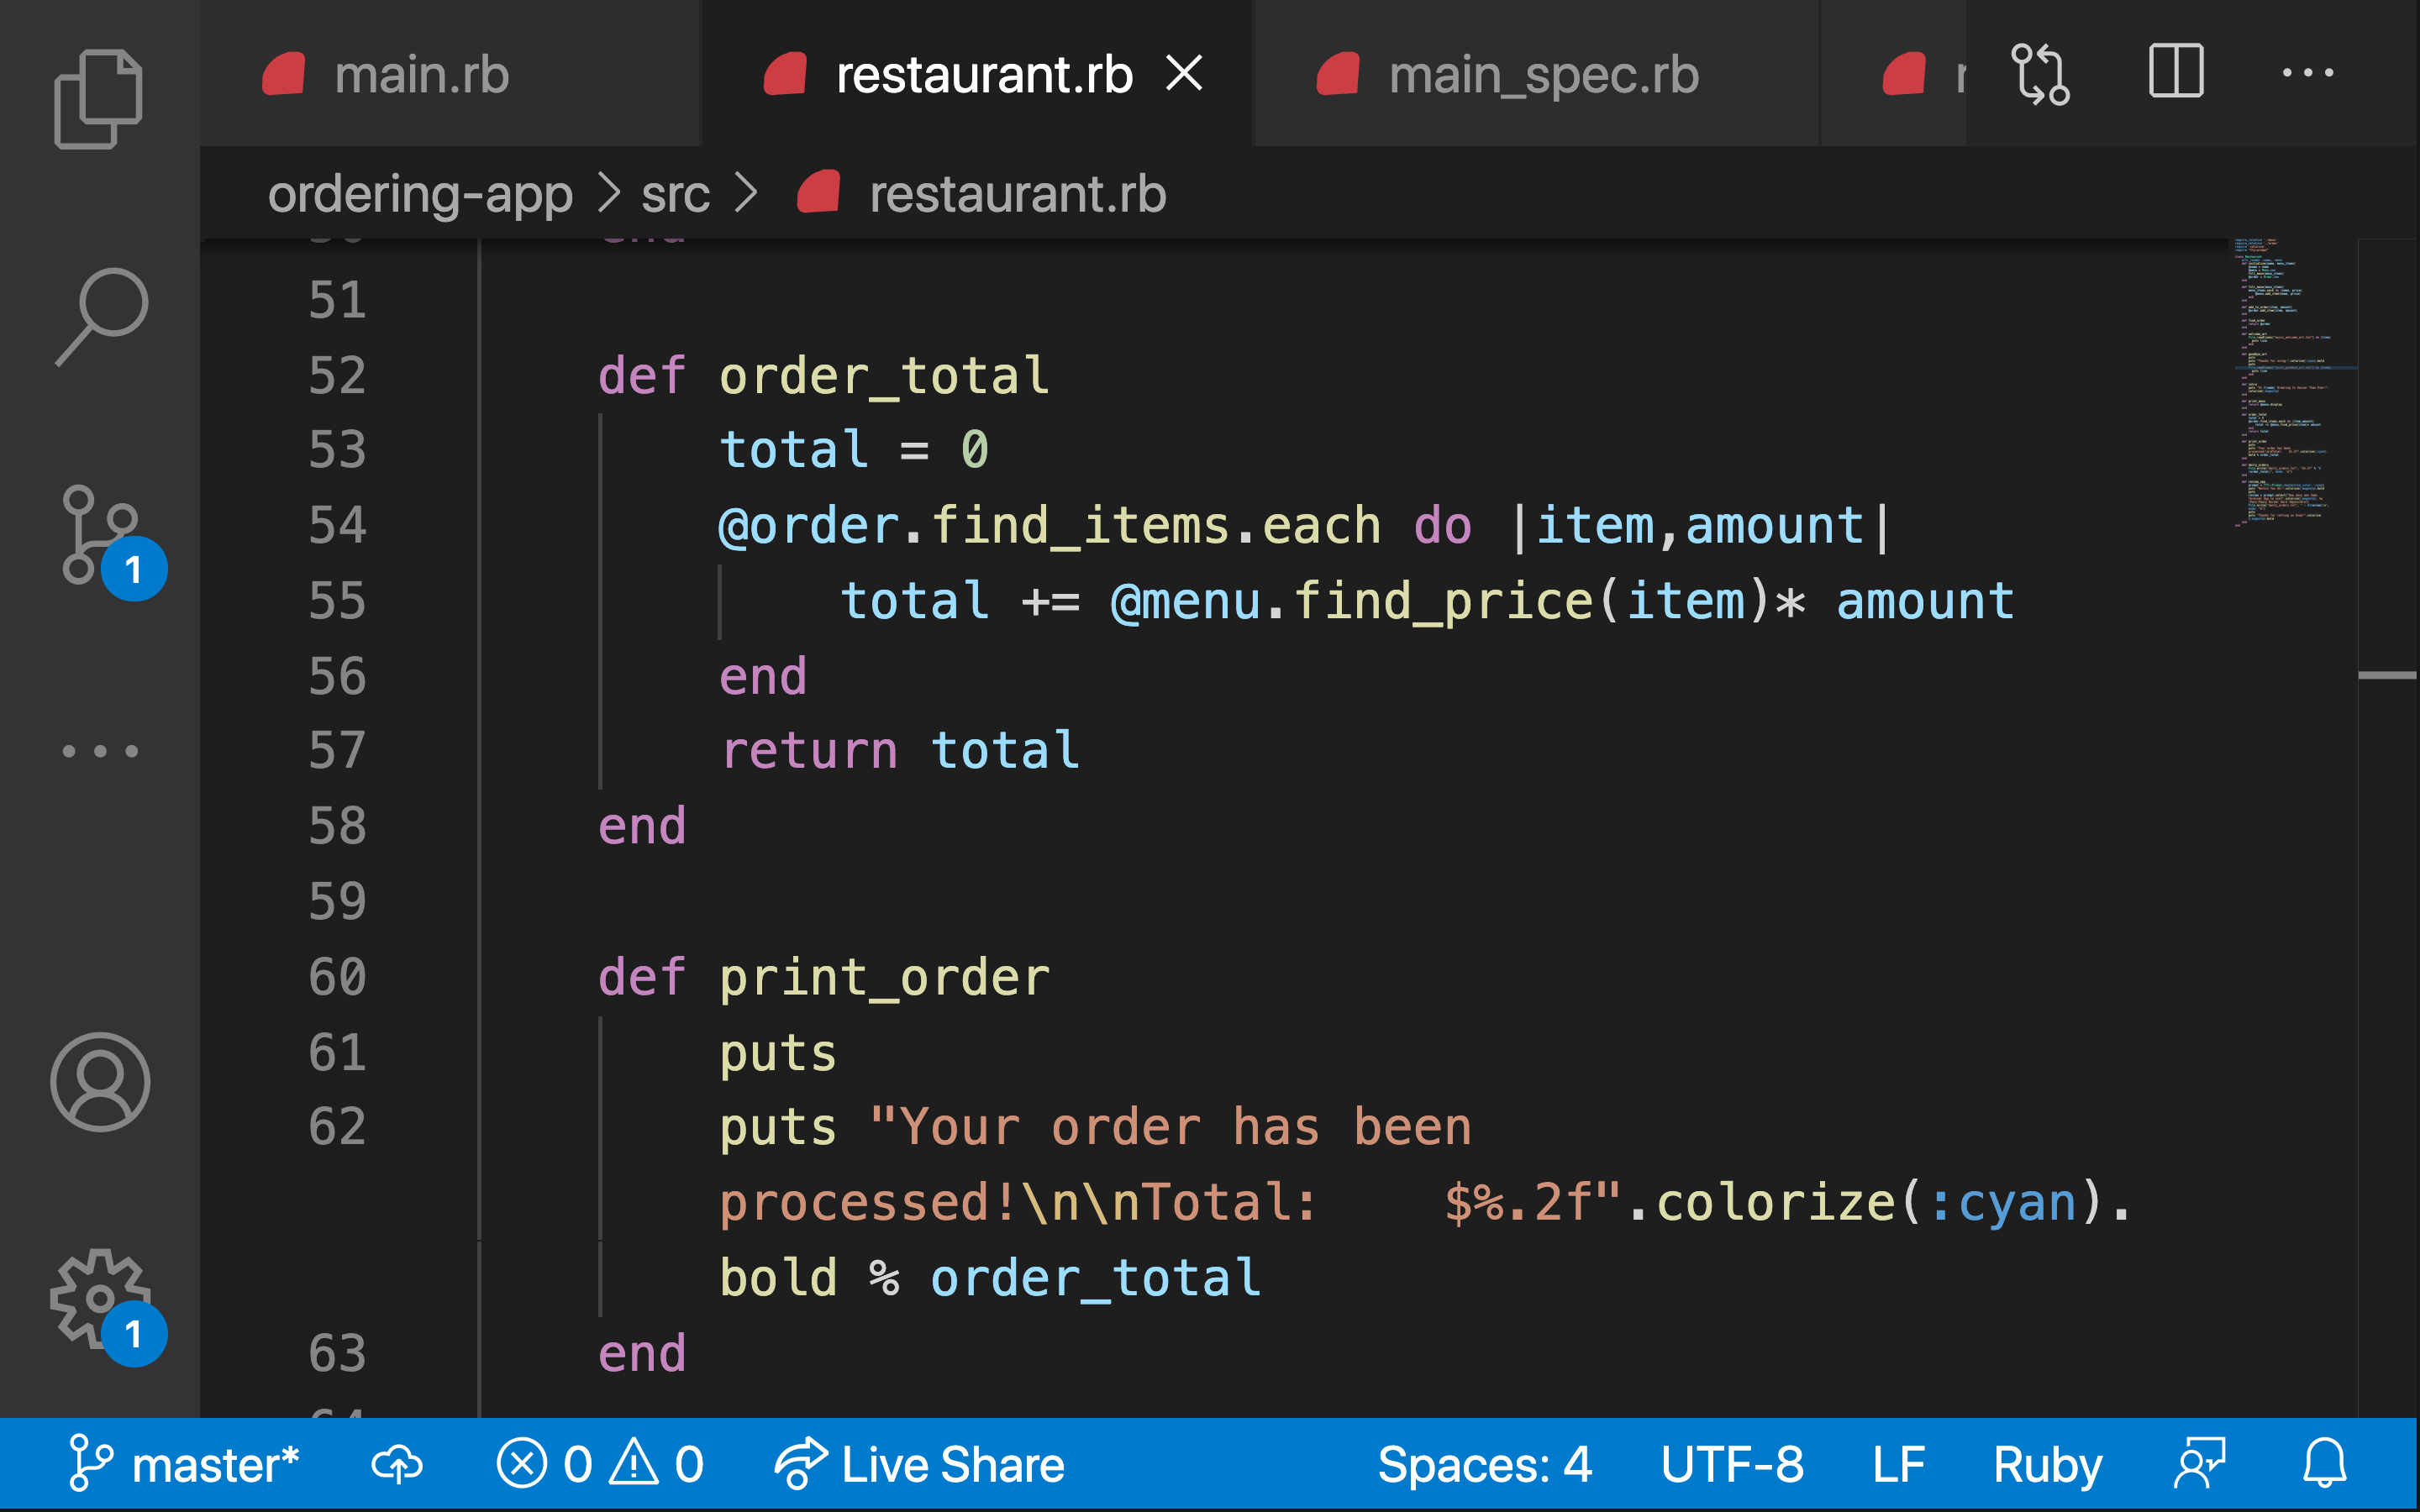 main.rb restaurant.rb main_spec.rb
ordering-app > src > restaurant.rb
51
52 def order_total
53 total = 0
54 @order.find_items.each do |item,amount|
55 total += @menu.find_price(item)* amount
56 end
57 return total
58 end
59
60 def print_order
61 puts
62 puts "Your order has been
processed!\n\nTotal:    $%.2f".colorize(:cyan).
bold % order_total
63 end
1
1
master* 0 0 Live Share Spaces: 4 UTF-8 LF Ruby